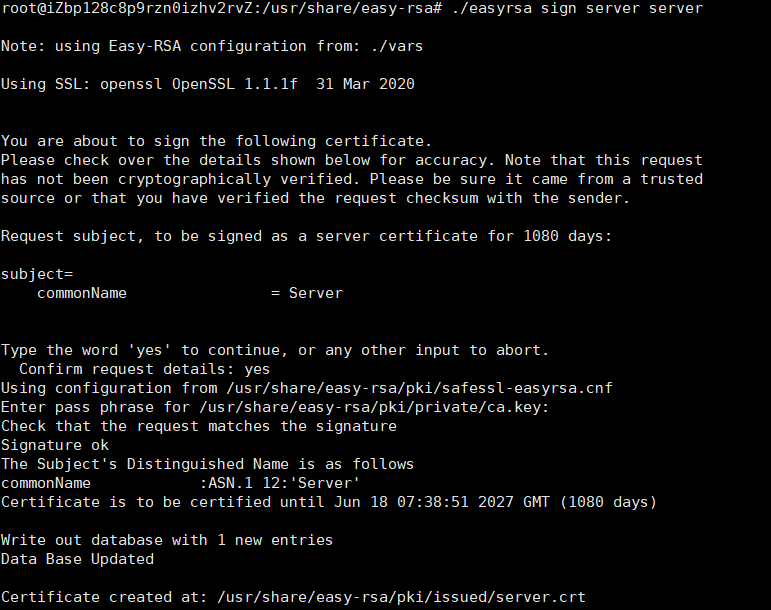 root@iZbp128c8p9rzn0izhv2rvZ:/usr/share/easy-rsa# ./easyrsa sign server server
Note: using Easy-RSA configuration from: ./vars
Using SSL: openssl OpenSSL 1.1.1f  31 Mar 2020
You are about to sign the following certificate.
Please check over the details shown below for accuracy. Note that this request
has not been cryptographically verified. Please be sure it came from a trusted
source or that you have verified the request checksum with the sender.
Request subject, to be signed as a server certificate for 1080 days:
subject=
    commonName                = Server
Type the word 'yes' to continue, or any other input to abort.
  Confirm request details: yes
Using configuration from /usr/share/easy-rsa/pki/safessl-easyrsa.cnf
Enter pass phrase for /usr/share/easy-rsa/pki/private/ca.key:
Check that the request matches the signature
Signature ok
The Subject's Distinguished Name is as follows
commonName            :ASN.1 12:'Server'
Certificate is to be certified until Jun 18 07:38:51 2027 GMT (1080 days)
Write out database with 1 new entries
Data Base Updated
Certificate created at: /usr/share/easy-rsa/pki/issued/server.crt